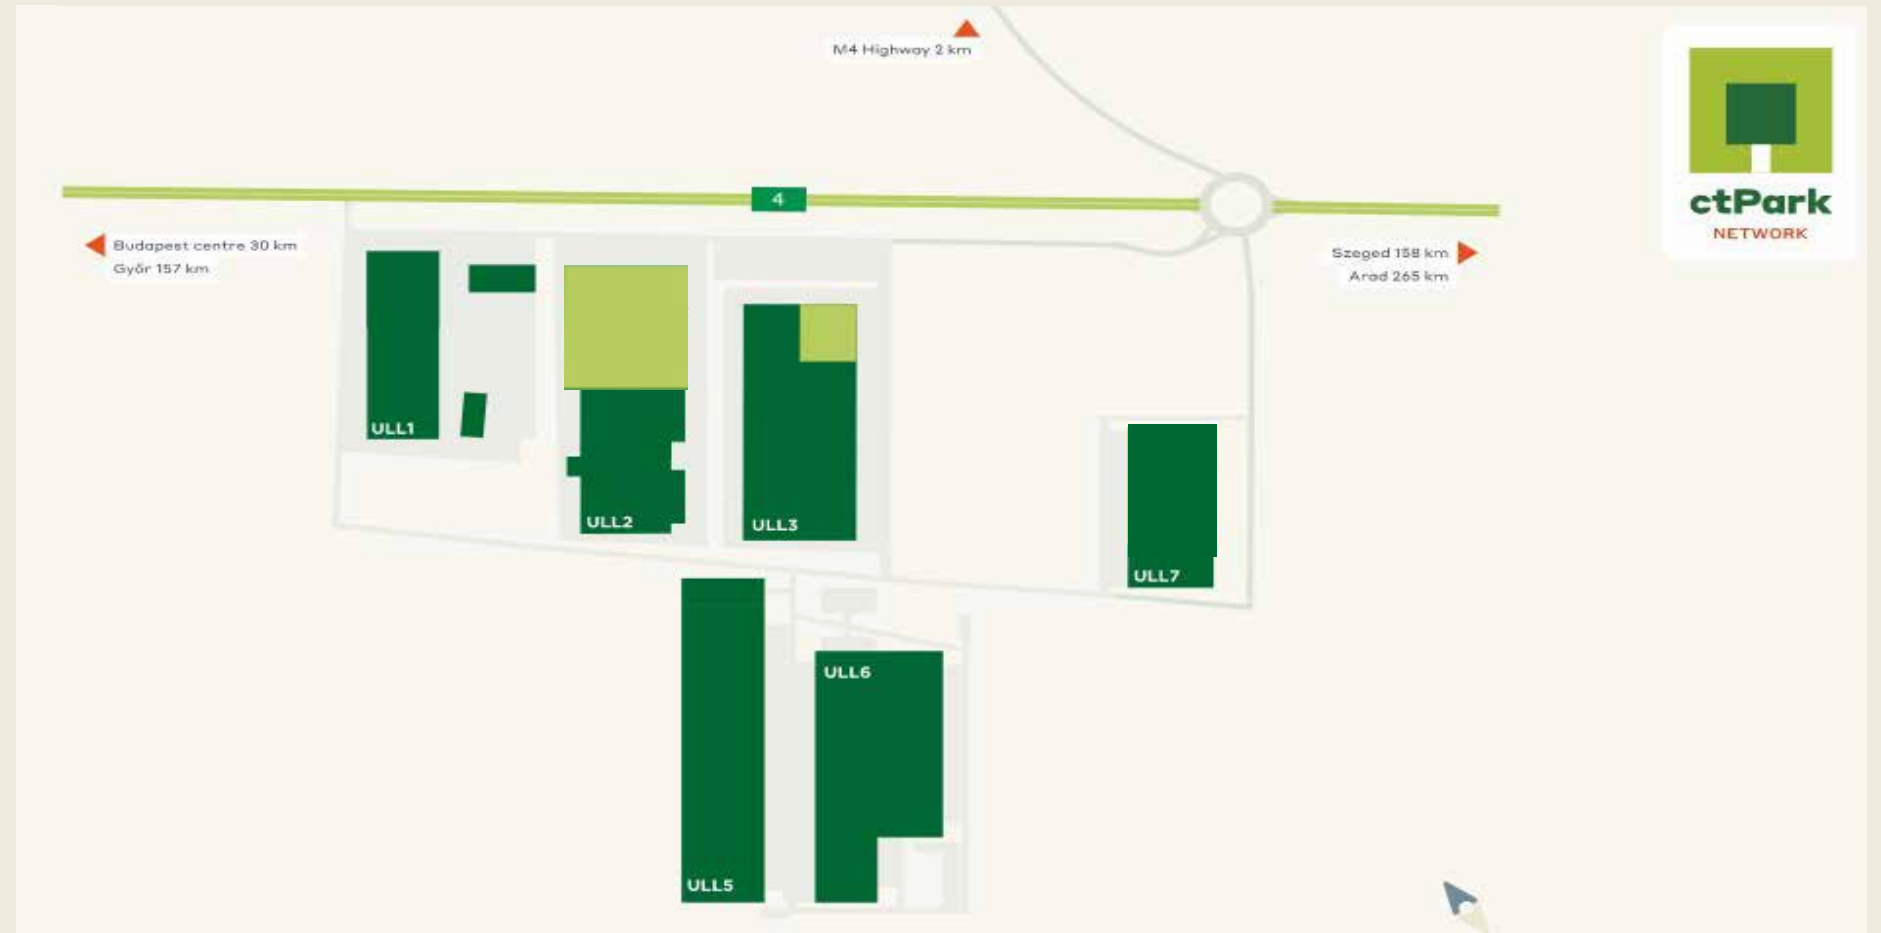 M4 Highway 2 km
4
ctPark
NETWORK
Budapest centre 30 km
Győr 157 km
Szeged 158 km
Arad 265 km
ULL1
ULL2
ULL3
ULL7
ULL6
ULL5